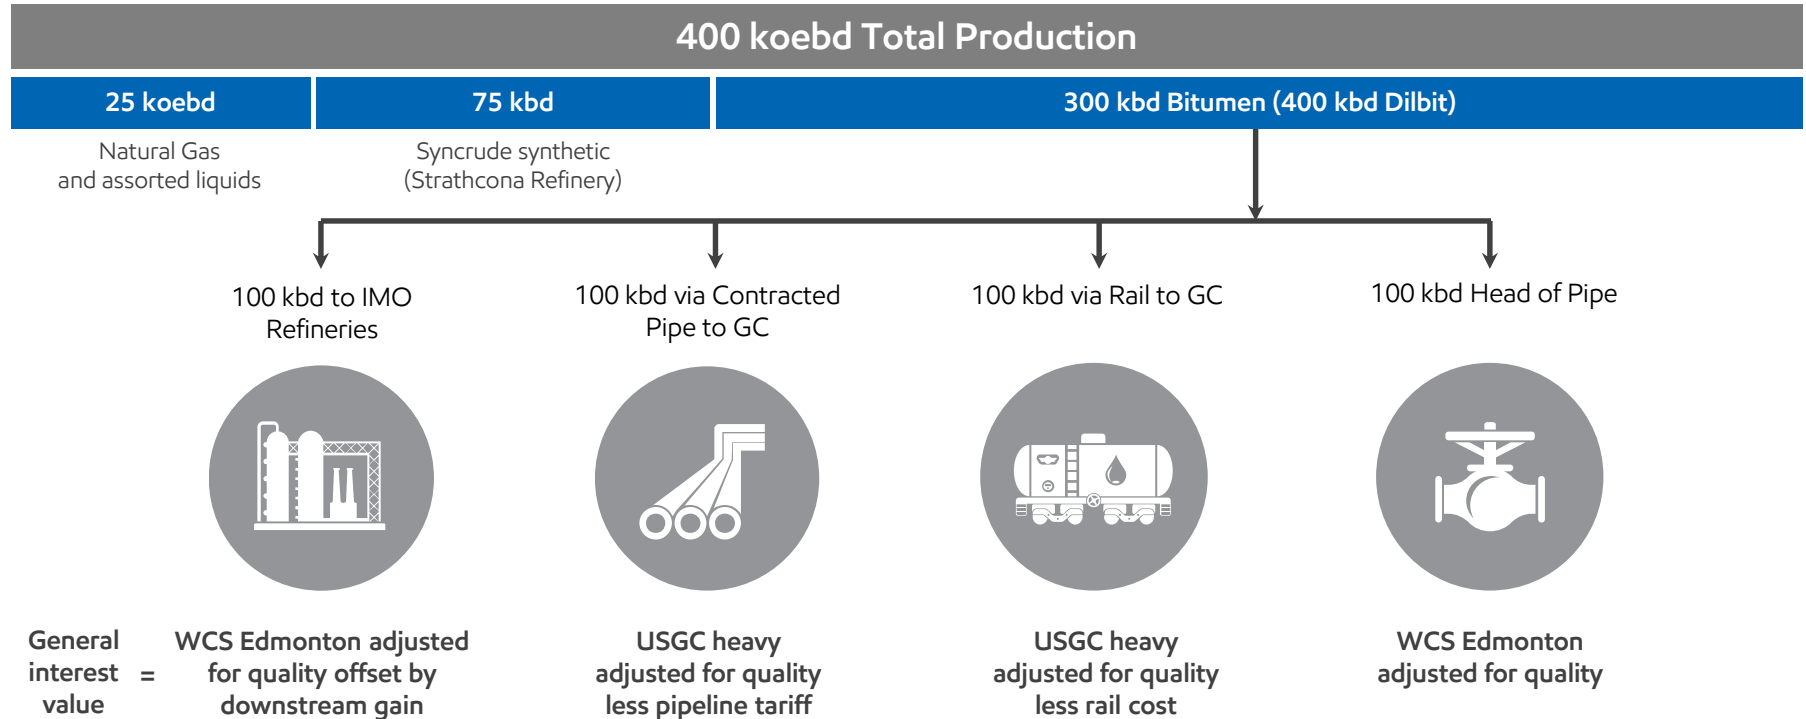 400 koebd Total Production
25 koebd
75 kbd
300 kbd Bitumen (400 kbd Dilbit)
Natural Gas
and assorted liquids
Syncrude synthetic
(Strathcona Refinery)
100 kbd to IMO
Refineries
100 kbd via Contracted
Pipe to GC
100 kbd via Rail to GC
100 kbd Head of Pipe
General
interest
value
=
WCS Edmonton adjusted
for quality offset by
downstream gain
USGC heavy
adjusted for quality
less pipeline tariff
USGC heavy
adjusted for quality
less rail cost
WCS Edmonton
adjusted for quality